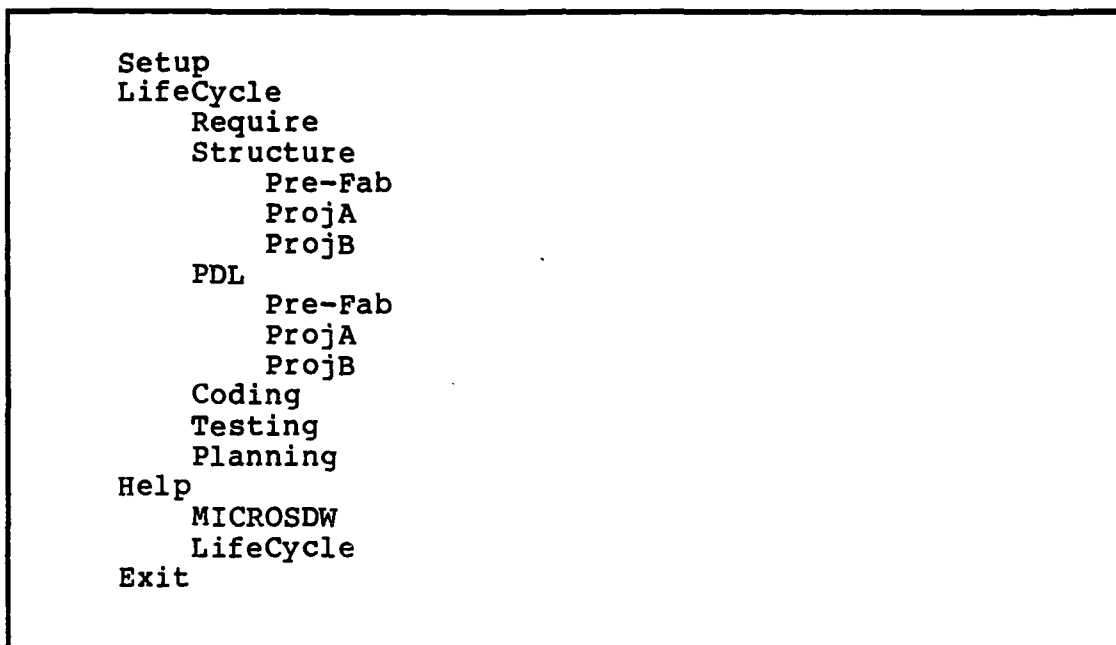 Setup
LifeCycle
    Require
    Structure
        Pre-Fab
        ProjA
        ProjB
    PDL
        Pre-Fab
        ProjA
        ProjB
    Coding
    Testing
    Planning
Help
    MICROSDW
    LifeCycle
Exit